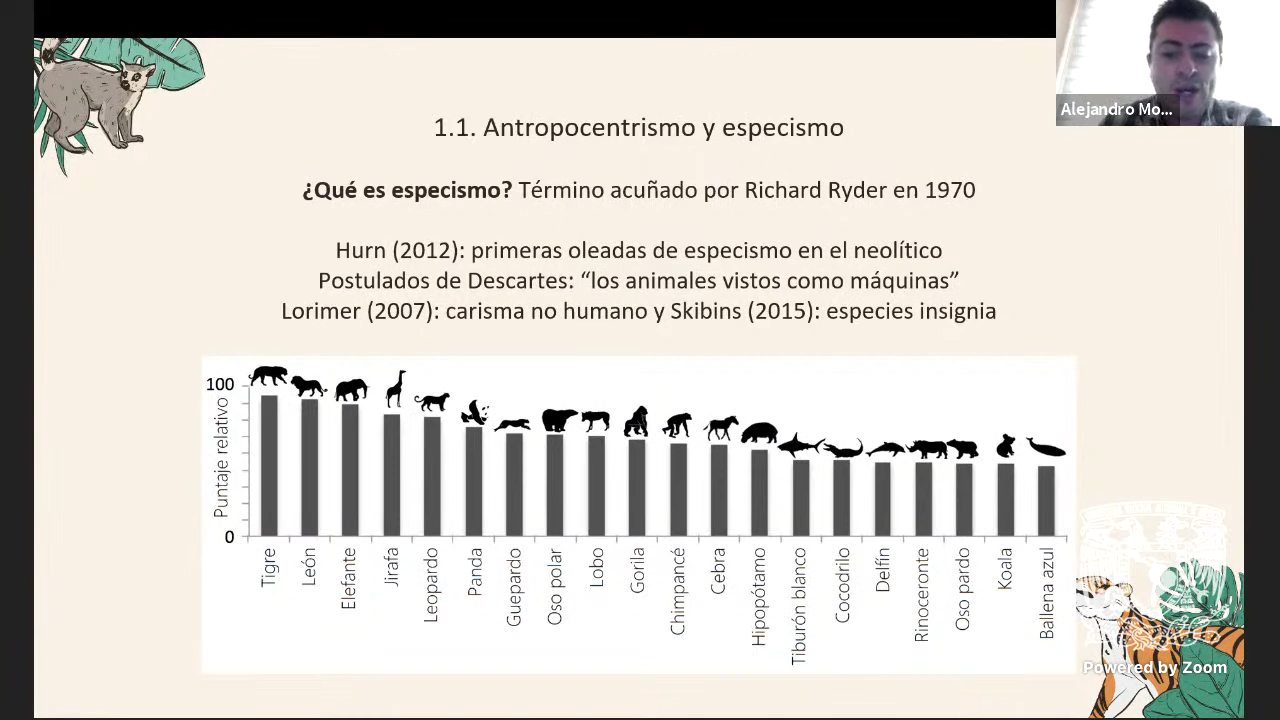 Alejandro Mo...
1.1. Antropocentrismo y especismo
¿Qué es especismo? Término acuñado por Richard Ryder en 1970
Hurn (2012): primeras oleadas de especismo en el neolítico
Postulados de Descartes: “los animales vistos como máquinas”
Lorimer (2007): carisma no humano y Skibins (2015): especies insignia
100
Puntaje relativo
0
Tigre
León
Elefante
Jirafa
Leopardo
Panda
Guepardo
Oso polar
Lobo
Gorila
Chimpancé
Cebra
Hipopótamo
Tiburón blanco
Cocodrilo
Delfín
Rinoceronte
Oso pardo
Koala
Ballena azul
Powered by Zoom